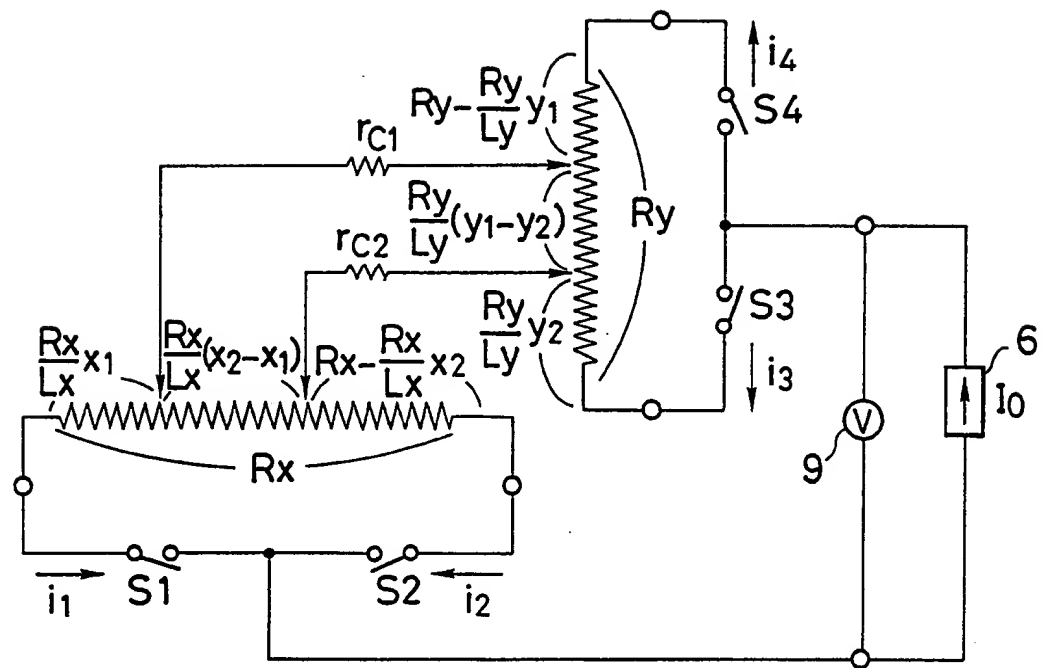 i4
S4
Ry - Ry/Ly y1
rC1
Ry/Ly (y1 - y2)
Ry
rC2
S3
Ry/Ly y2
i3
6
I0
V
9
Rx/Lx x1
Rx/Lx (x2 - x1)
Rx - Rx/Lx x2
Rx
S1
S2
i1
i2